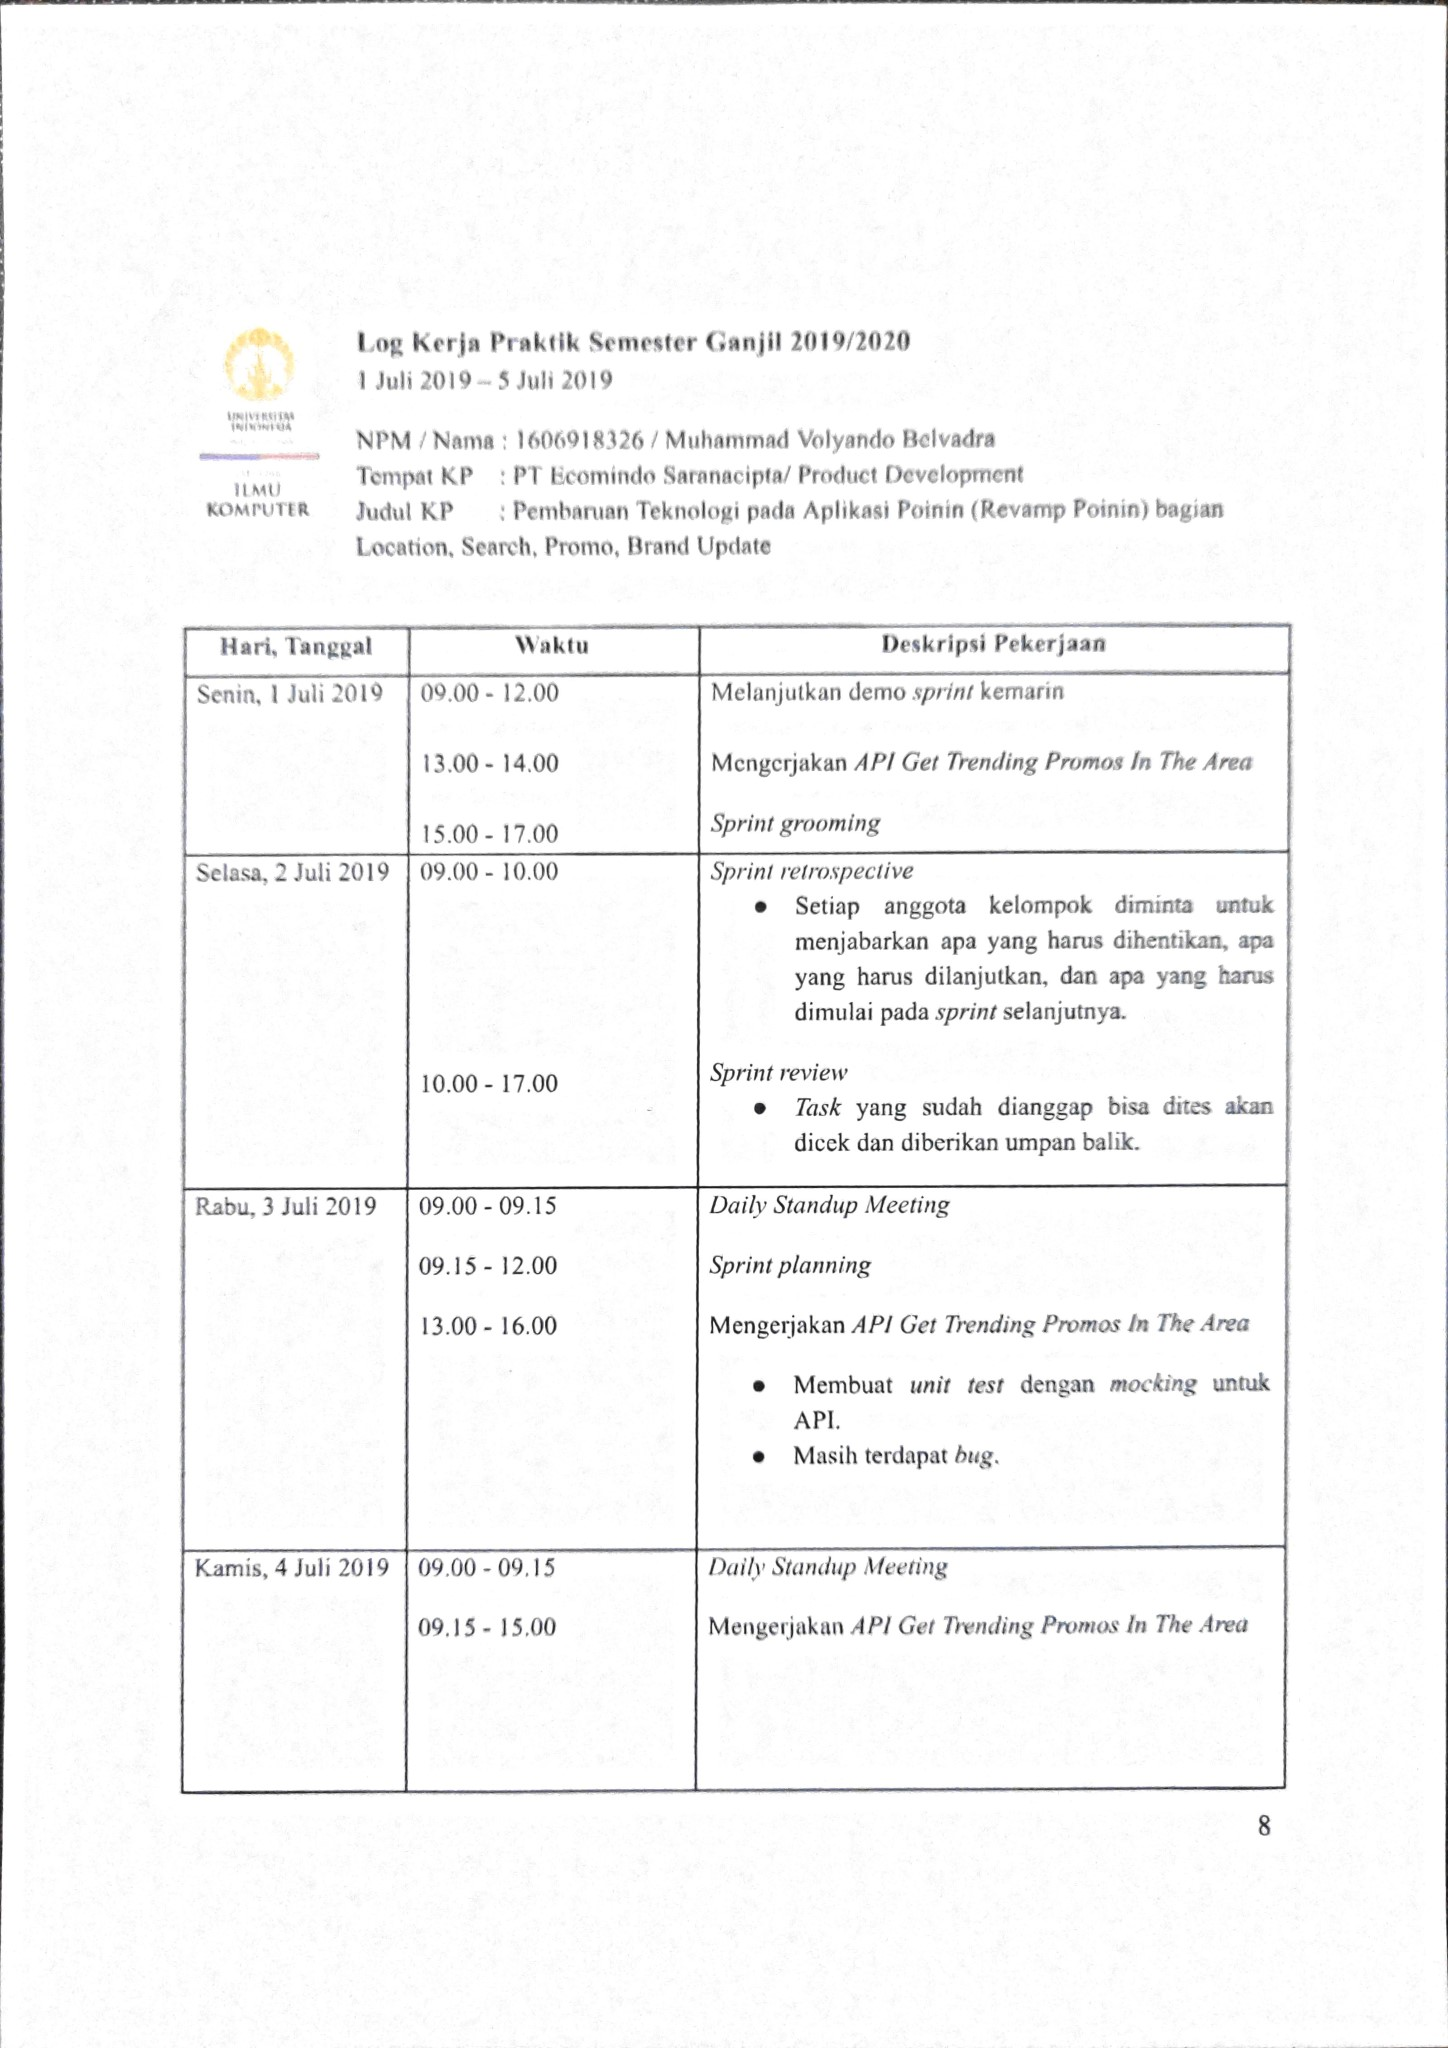 UNIVERSITAS
INDONESIA
ILMU
KOMPUTER
Log Kerja Praktik Semester Ganjil 2019/2020
1 Juli 2019 – 5 Juli 2019
NPM / Nama : 1606918326 / Muhammad Volyando Belvadra
Tempat KP : PT Ecomindo Saranacipta/ Product Development
Judul KP : Pembaruan Teknologi pada Aplikasi Poinin (Revamp Poinin) bagian
Location, Search, Promo, Brand Update
Hari, Tanggal Waktu Deskripsi Pekerjaan
Senin, 1 Juli 2019 09.00 - 12.00 Melanjutkan demo sprint kemarin
13.00 - 14.00 Mengerjakan API Get Trending Promos In The Area
15.00 - 17.00 Sprint grooming
Selasa, 2 Juli 2019 09.00 - 10.00 Sprint retrospective
● Setiap anggota kelompok diminta untuk
menjabarkan apa yang harus dihentikan, apa
yang harus dilanjutkan, dan apa yang harus
dimulai pada sprint selanjutnya.
10.00 - 17.00 Sprint review
● Task yang sudah dianggap bisa dites akan
dicek dan diberikan umpan balik.
Rabu, 3 Juli 2019 09.00 - 09.15 Daily Standup Meeting
09.15 - 12.00 Sprint planning
13.00 - 16.00 Mengerjakan API Get Trending Promos In The Area
● Membuat unit test dengan mocking untuk
API.
● Masih terdapat bug.
Kamis, 4 Juli 2019 09.00 - 09.15 Daily Standup Meeting
09.15 - 15.00 Mengerjakan API Get Trending Promos In The Area
8